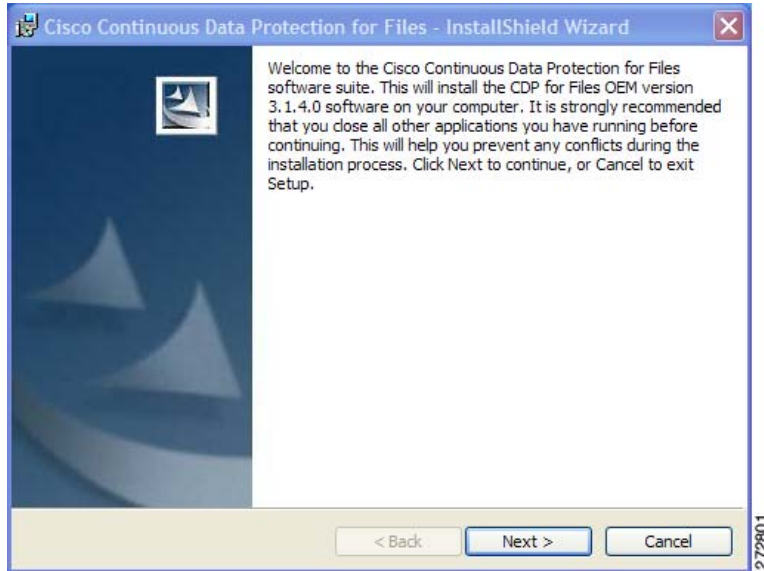 Cisco Continuous Data Protection for Files - InstallShield Wizard
Welcome to the Cisco Continuous Data Protection for Files
software suite. This will install the CDP for Files OEM version
3.1.4.0 software on your computer. It is strongly recommended
that you close all other applications you have running before
continuing. This will help you prevent any conflicts during the
installation process. Click Next to continue, or Cancel to exit
Setup.
< Back
Next >
Cancel
272801